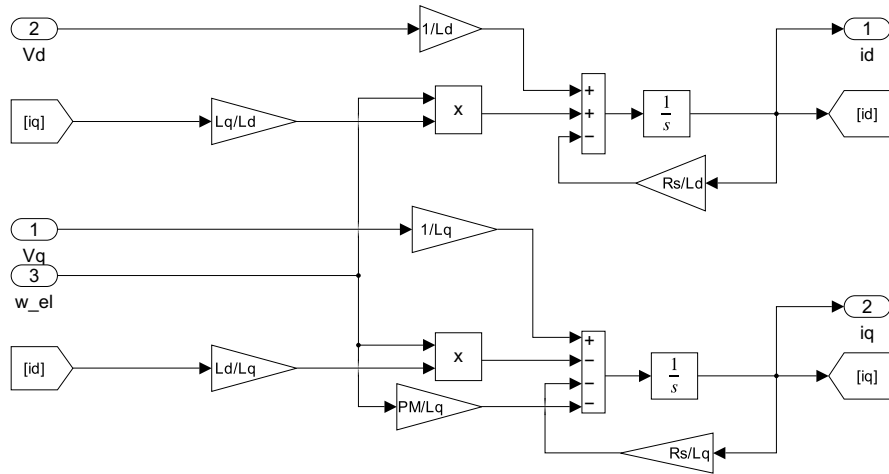 2
Vd
1/Ld
1
id
[iq]
Lq/Ld
x
+
+
−
1
s
[id]
Rs/Ld
1
Vq
1/Lq
3
w_el
2
iq
[id]
Ld/Lq
x
+
−
−
−
1
s
[iq]
PM/Lq
Rs/Lq